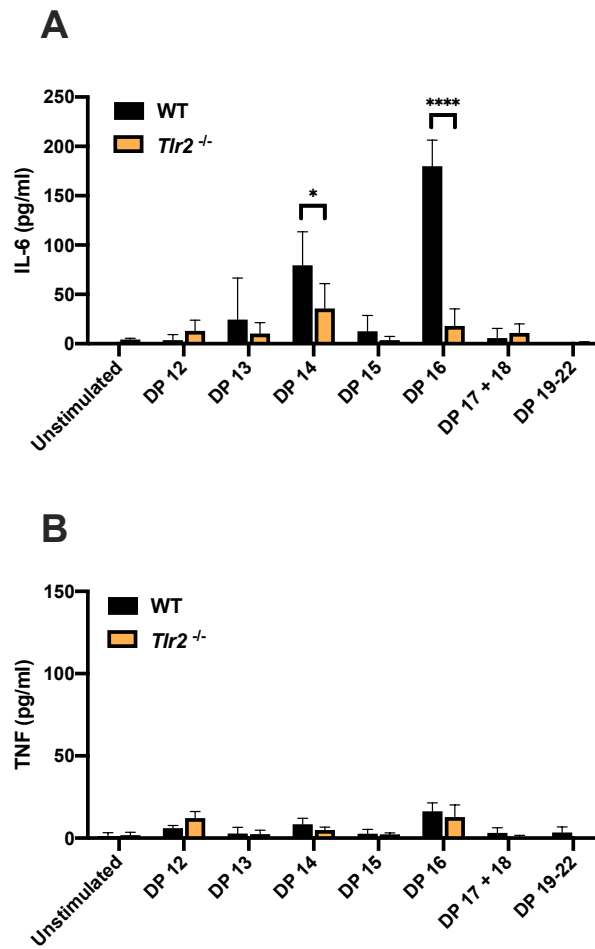 A
250
200
150
100
50
0
IL-6 (pg/ml)
WT
Tlr2 -/-
*
****
Unstimulated
DP 12
DP 13
DP 14
DP 15
DP 16
DP 17 + 18
DP 19-22
B
150
100
50
0
TNF (pg/ml)
WT
Tlr2 -/-
Unstimulated
DP 12
DP 13
DP 14
DP 15
DP 16
DP 17 + 18
DP 19-22